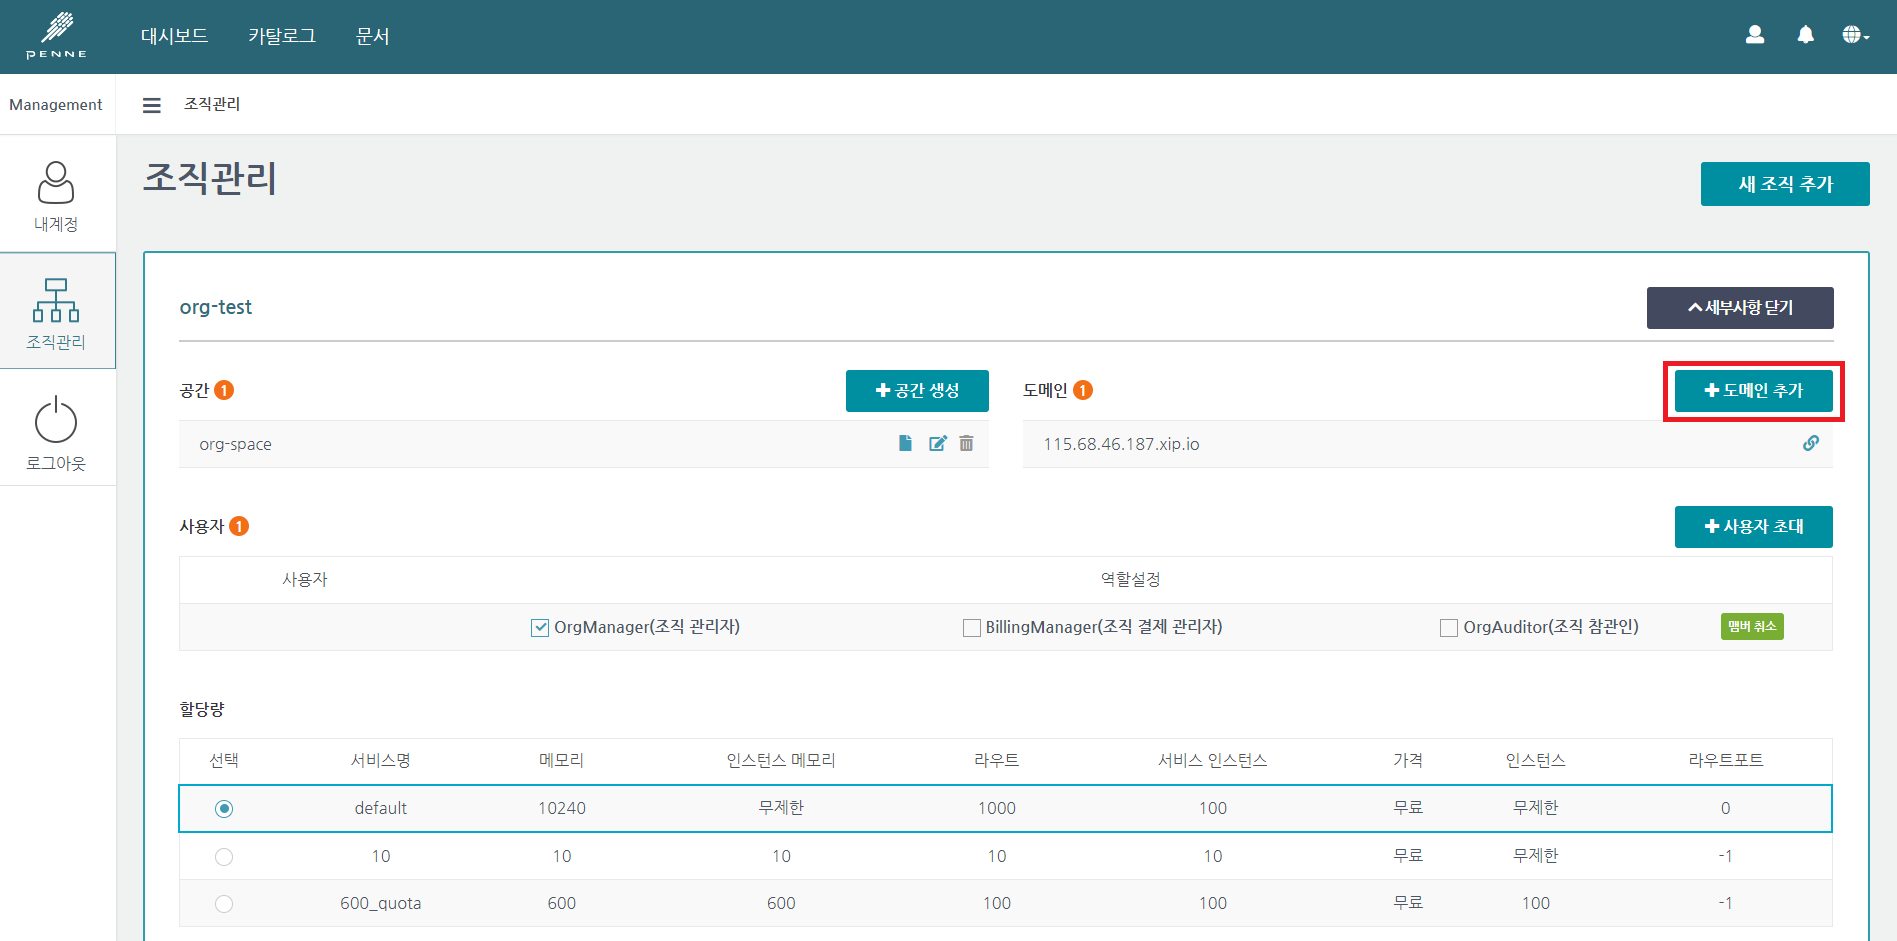 PENNE
대시보드 카탈로그 문서
Management
조직관리
내계정
조직관리
로그아웃
조직관리
새 조직 추가
org-test
세부사항 닫기
공간 1
공간 생성
도메인 1
도메인 추가
org-space
115.68.46.187.xip.io
사용자 1
사용자 초대
사용자 역할설정
OrgManager(조직 관리자) BillingManager(조직 결제 관리자) OrgAuditor(조직 참관인) 맴버 취소
할당량
선택 서비스명 메모리 인스턴스 메모리 라우트 서비스 인스턴스 가격 인스턴스 라우트포트
default 10240 무제한 1000 100 무료 무제한 0
10 10 10 10 10 무료 무제한 -1
600_quota 600 600 100 100 무료 100 -1